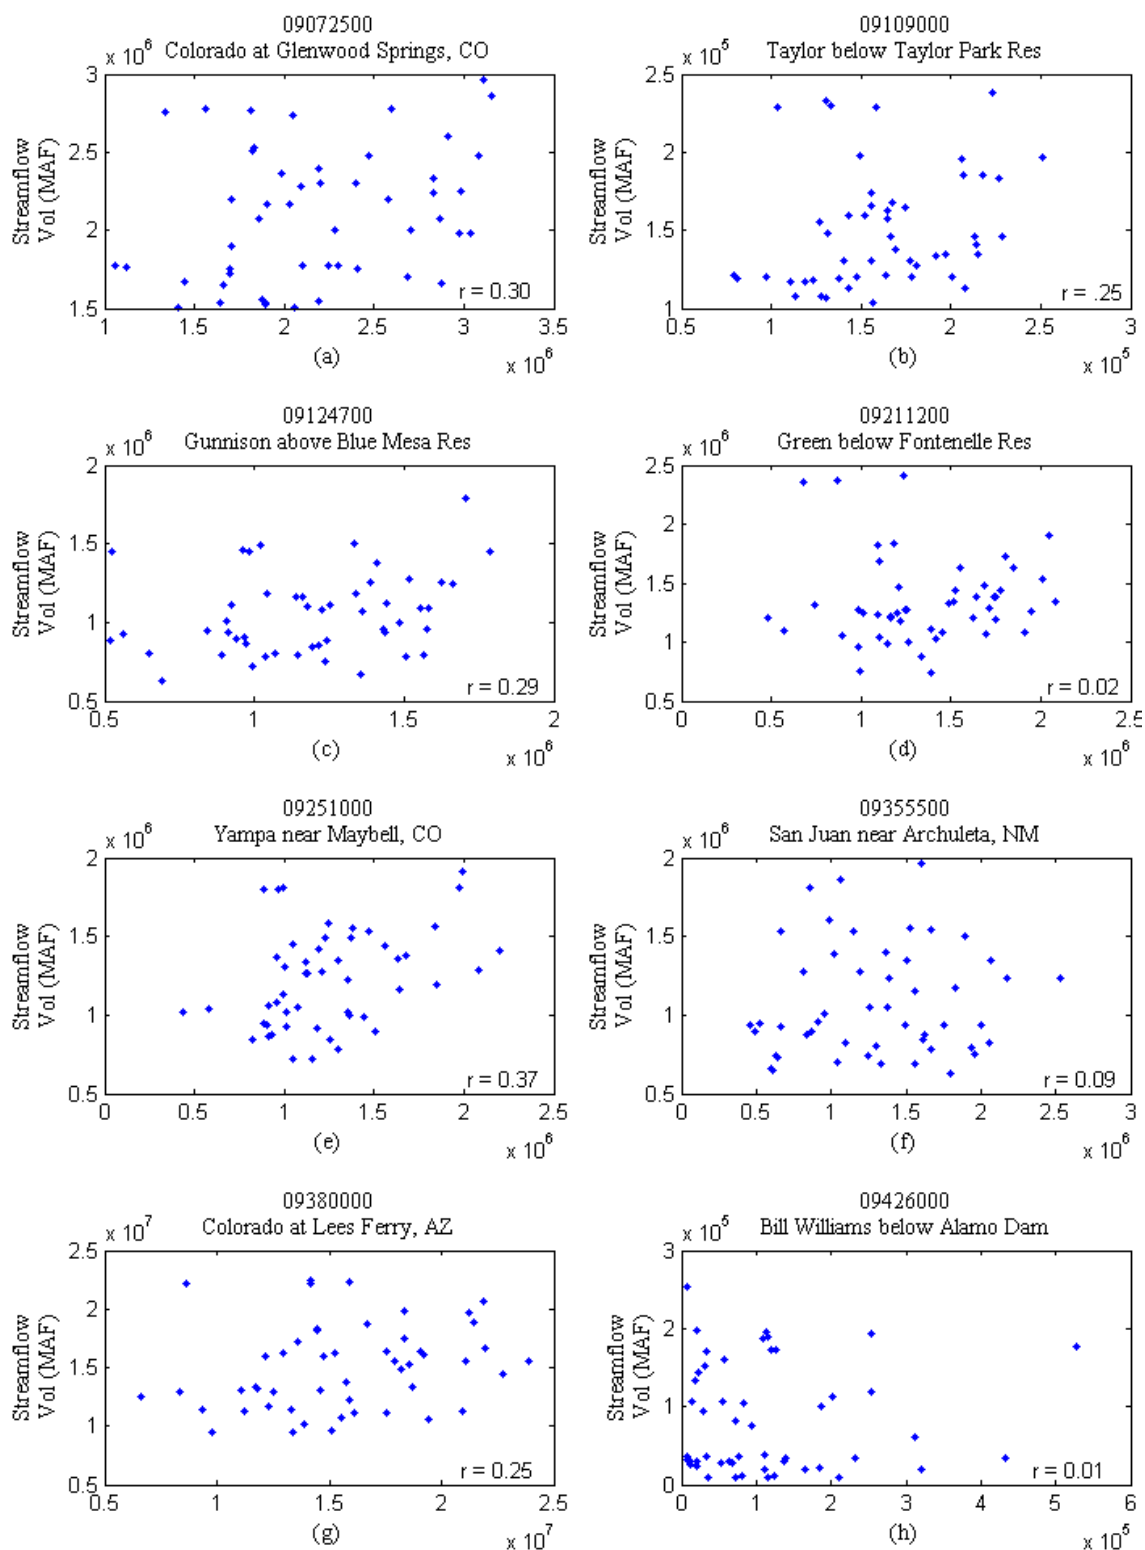 09072500
Colorado at Glenwood Springs, CO
x 10^6
3
2.5
2
1.5
Streamflow
Vol (MAF)
r = 0.30
1 1.5 2 2.5 3 3.5
(a)
x 10^6
09109000
Taylor below Taylor Park Res
x 10^5
2.5
2
1.5
1
Streamflow
Vol (MAF)
r = .25
0.5 1 1.5 2 2.5 3
(b)
x 10^5
09124700
Gunnison above Blue Mesa Res
x 10^6
2
1.5
1
0.5
Streamflow
Vol (MAF)
r = 0.29
0.5 1 1.5 2
(c)
x 10^6
09211200
Green below Fontenelle Res
x 10^6
2.5
2
1.5
1
0.5
Streamflow
Vol (MAF)
r = 0.02
0 0.5 1 1.5 2 2.5
(d)
x 10^6
09251000
Yampa near Maybell, CO
x 10^6
2
1.5
1
0.5
Streamflow
Vol (MAF)
r = 0.37
0 0.5 1 1.5 2 2.5
(e)
x 10^6
09355500
San Juan near Archuleta, NM
x 10^6
2
1.5
1
0.5
Streamflow
Vol (MAF)
r = 0.09
0 0.5 1 1.5 2 2.5 3
(f)
x 10^6
09380000
Colorado at Lees Ferry, AZ
x 10^7
2.5
2
1.5
1
0.5
Streamflow
Vol (MAF)
r = 0.25
0.5 1 1.5 2 2.5
(g)
x 10^7
09426000
Bill Williams below Alamo Dam
x 10^5
3
2
1
0
Streamflow
Vol (MAF)
r = 0.01
0 1 2 3 4 5 6
(h)
x 10^5